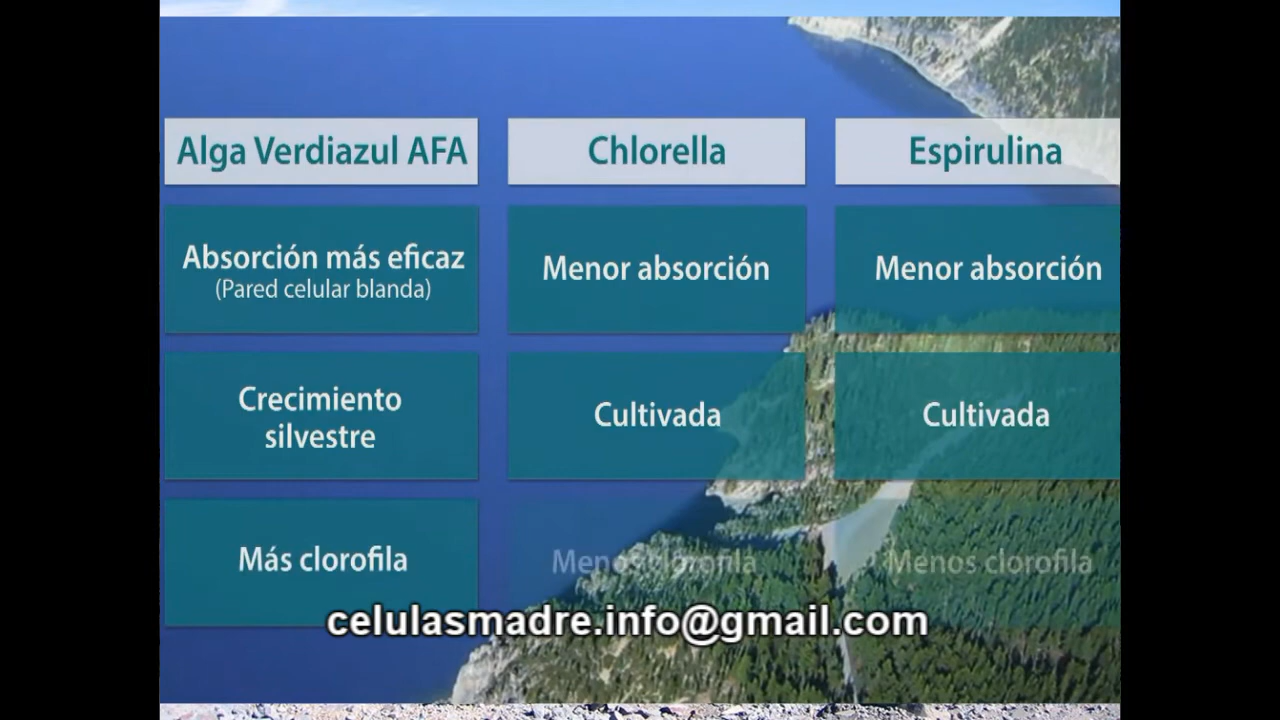 Alga Verdiazul AFA
Chlorella
Espirulina
Absorción más eficaz
(Pared celular blanda)
Menor absorción
Menor absorción
Crecimiento
silvestre
Cultivada
Cultivada
Más clorofila
Menos clorofila
Menos clorofila
celulasmadre.info@gmail.com